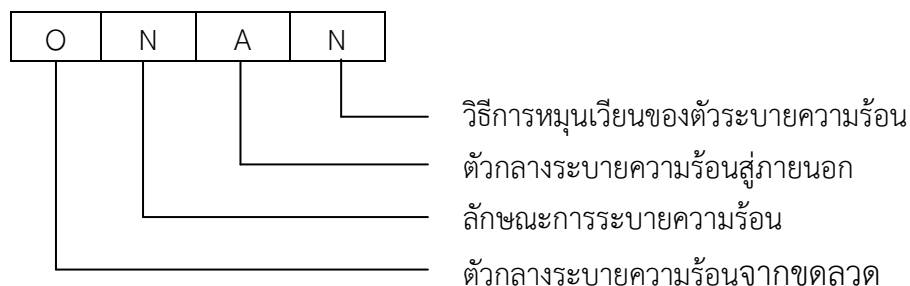 O N A N
วิธีการหมุนเวียนของตัวระบายความร้อน
ตัวกลางระบายความร้อนสู่ภายนอก
ลักษณะการระบายความร้อน
ตัวกลางระบายความร้อนจากขดลวด